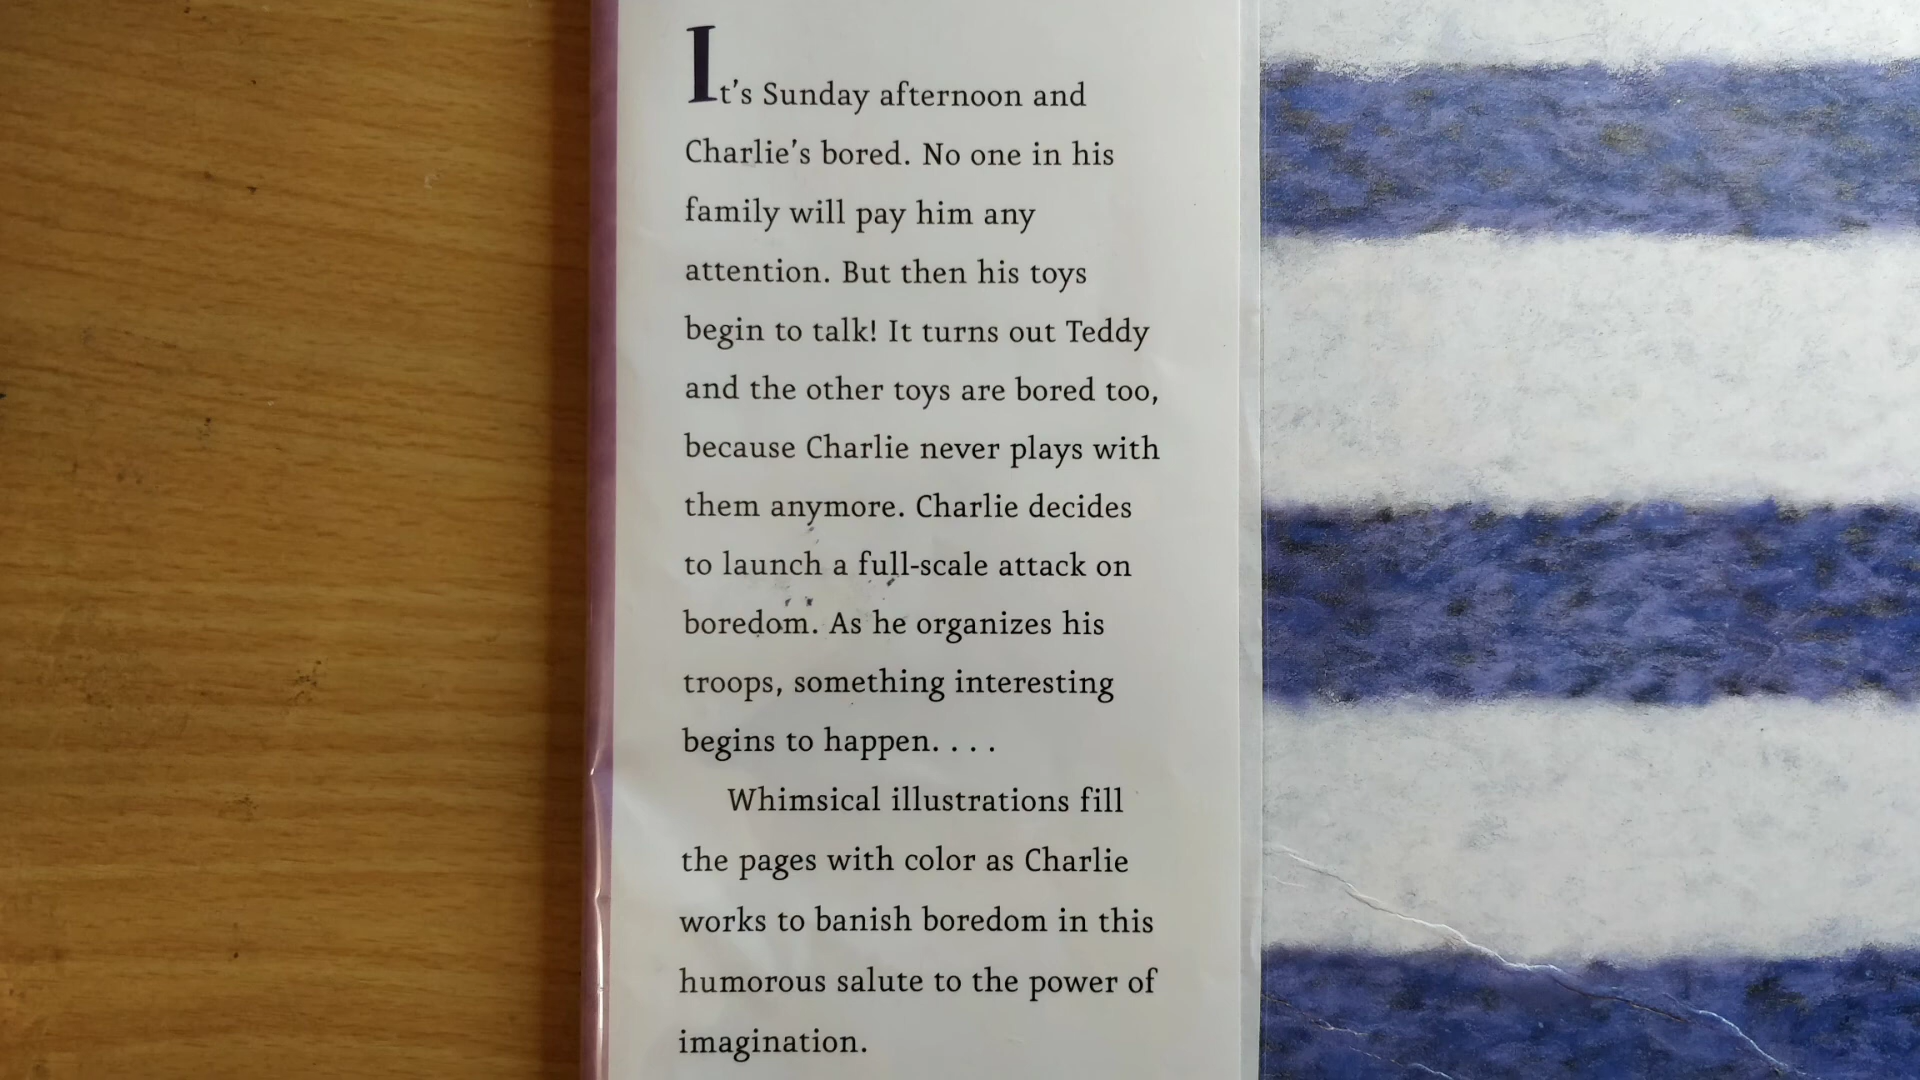 It's Sunday afternoon and
Charlie's bored. No one in his
family will pay him any
attention. But then his toys
begin to talk! It turns out Teddy
and the other toys are bored too,
because Charlie never plays with
them anymore. Charlie decides
to launch a full-scale attack on
boredom. As he organizes his
troops, something interesting
begins to happen. . . .
Whimsical illustrations fill
the pages with color as Charlie
works to banish boredom in this
humorous salute to the power of
imagination.